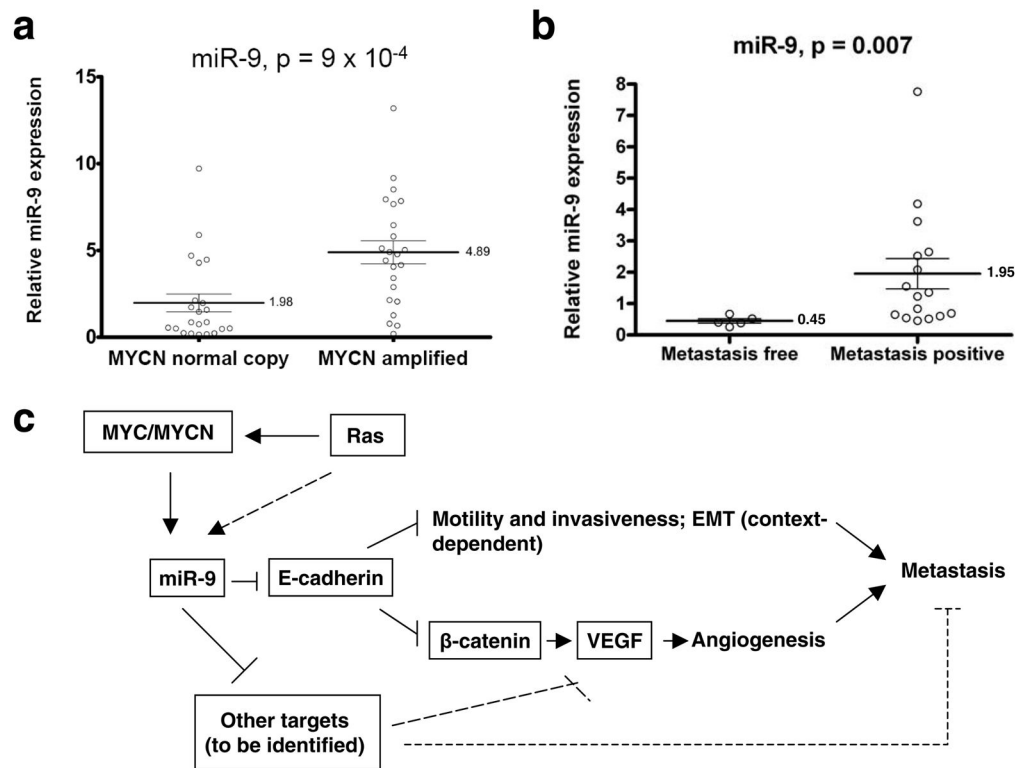 a
miR-9, p = 9 x 10-4
Relative miR-9 expression
15
10
5
0
1.98
4.89
MYCN normal copy
MYCN amplified
b
miR-9, p = 0.007
Relative miR-9 expression
8
7
6
5
4
3
2
1
0
0.45
1.95
Metastasis free
Metastasis positive
c
MYC/MYCN
Ras
Motility and invasiveness; EMT (context-
dependent)
miR-9
E-cadherin
Metastasis
β-catenin
VEGF
Angiogenesis
Other targets
(to be identified)